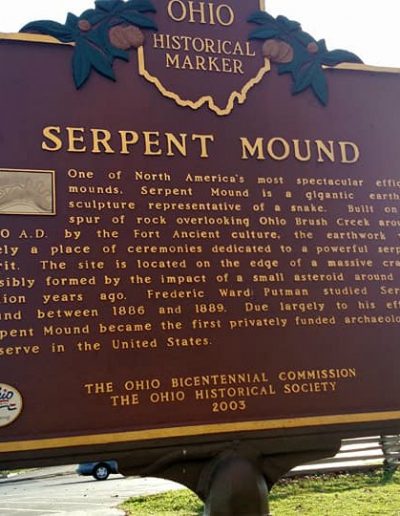 OHIO
HISTORICAL
MARKER
SERPENT MOUND
One of North America's most spectacular effi
mounds, Serpent Mound is a gigantic earth
sculpture representative of a snake. Built on
spur of rock overlooking Ohio Brush Creek arou
0 A.D. by the Fort Ancient culture, the earthwork
ely a place of ceremonies dedicated to a powerful serp
rit. The site is located on the edge of a massive cra
sibly formed by the impact of a small asteroid around
lion years ago. Frederic Ward Putman studied Ser
und between 1886 and 1889. Due largely to his eff
rpent Mound became the first privately funded archaeolo
serve in the United States.
THE OHIO BICENTENNIAL COMMISSION
THE OHIO HISTORICAL SOCIETY
2003